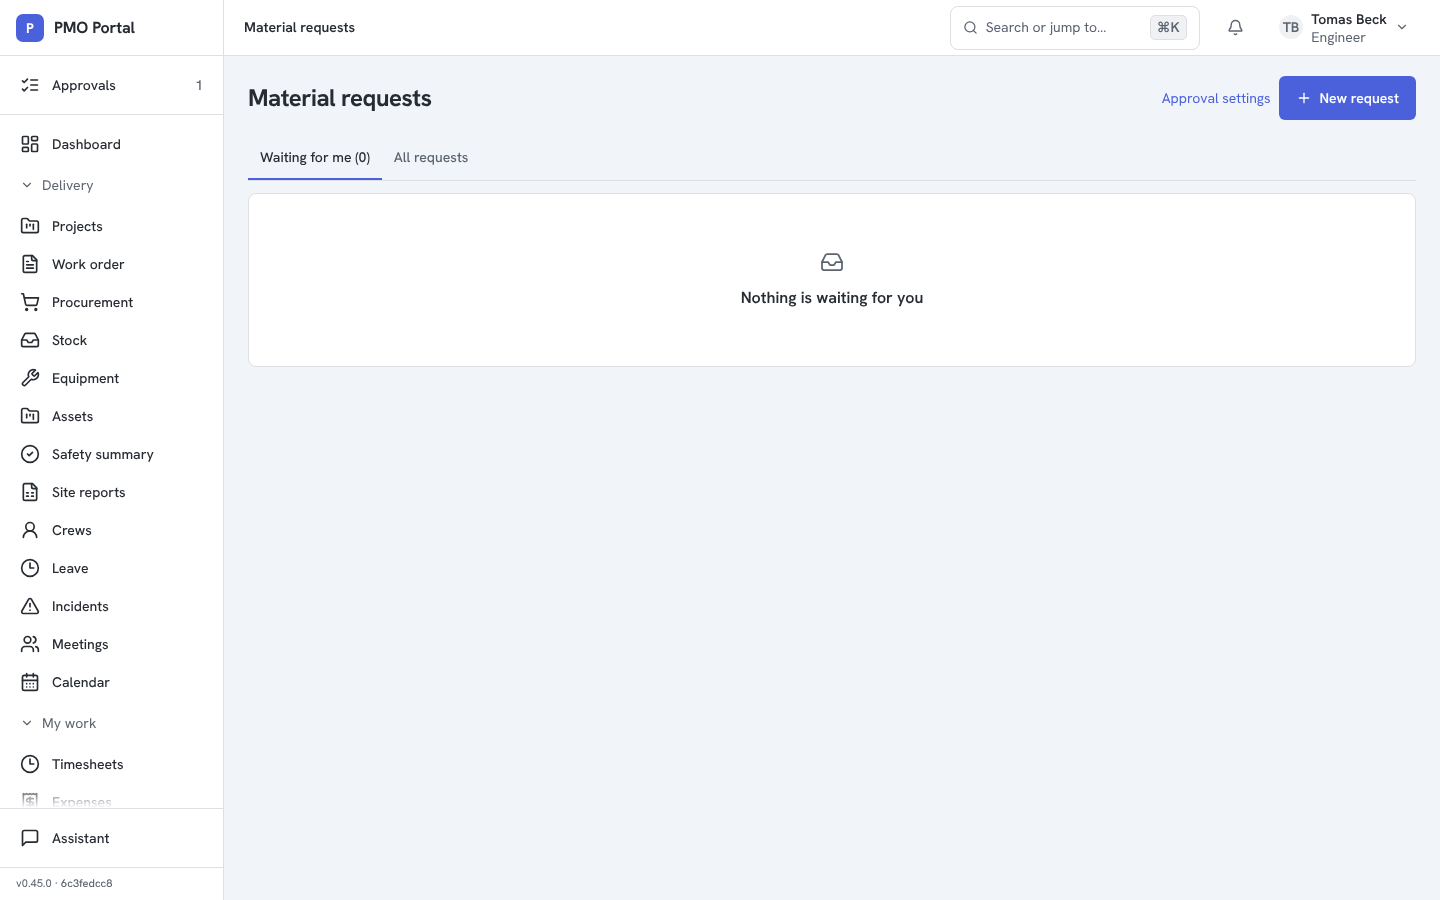 P PMO Portal
Material requests
Search or jump to... ⌘K
TB
Tomas Beck
Engineer
Approvals 1
Dashboard
Delivery
Projects
Work order
Procurement
Stock
Equipment
Assets
Safety summary
Site reports
Crews
Leave
Incidents
Meetings
Calendar
My work
Timesheets
Expenses
Assistant
v0.45.0 · 6c3fedcc8
Material requests
Approval settings
New request
Waiting for me (0) All requests
Nothing is waiting for you